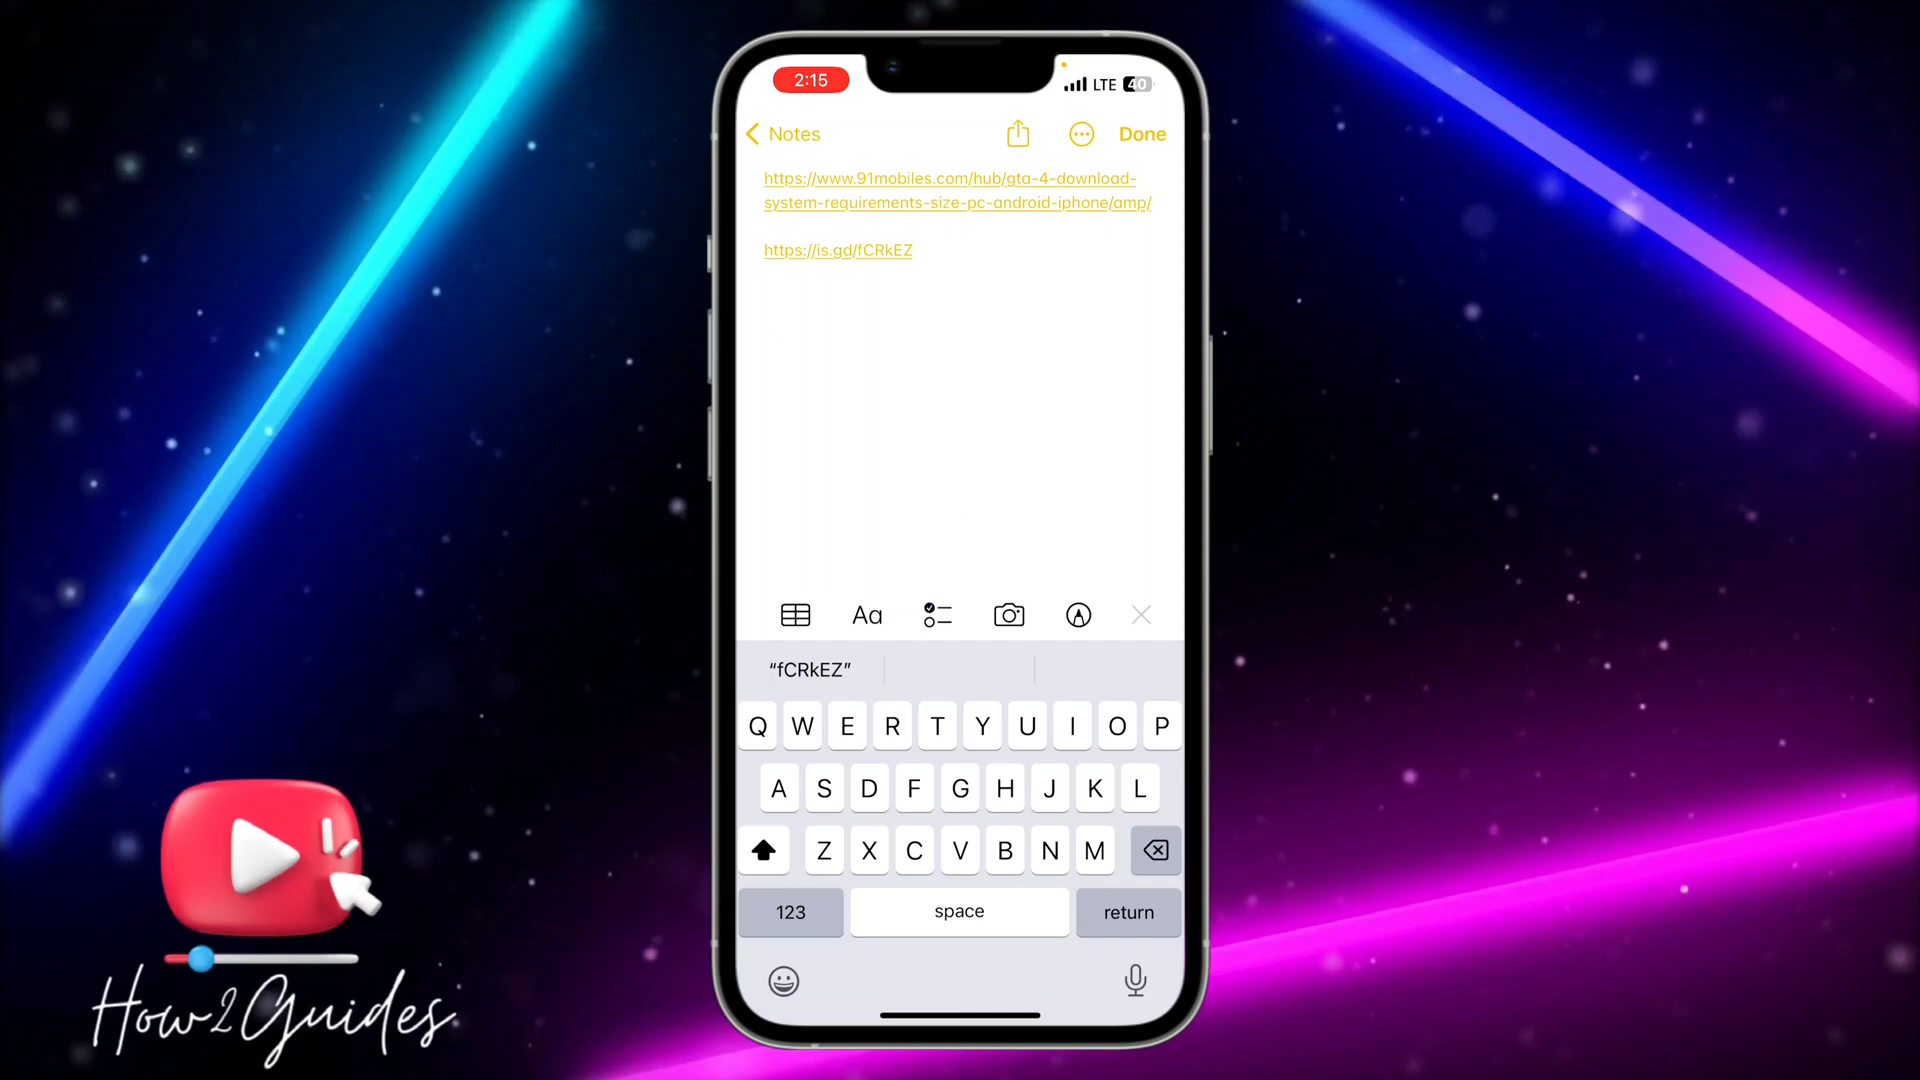 2:15
LTE 40
Notes
Done
https://www.91mobiles.com/hub/gta-4-download-
system-requirements-size-pc-android-iphone/amp/
https://is.gd/fCRkEZ
Aa
“fCRkEZ”
Q W E R T Y U I O P
A S D F G H J K L
Z X C V B N M
123 space return
How2Guides